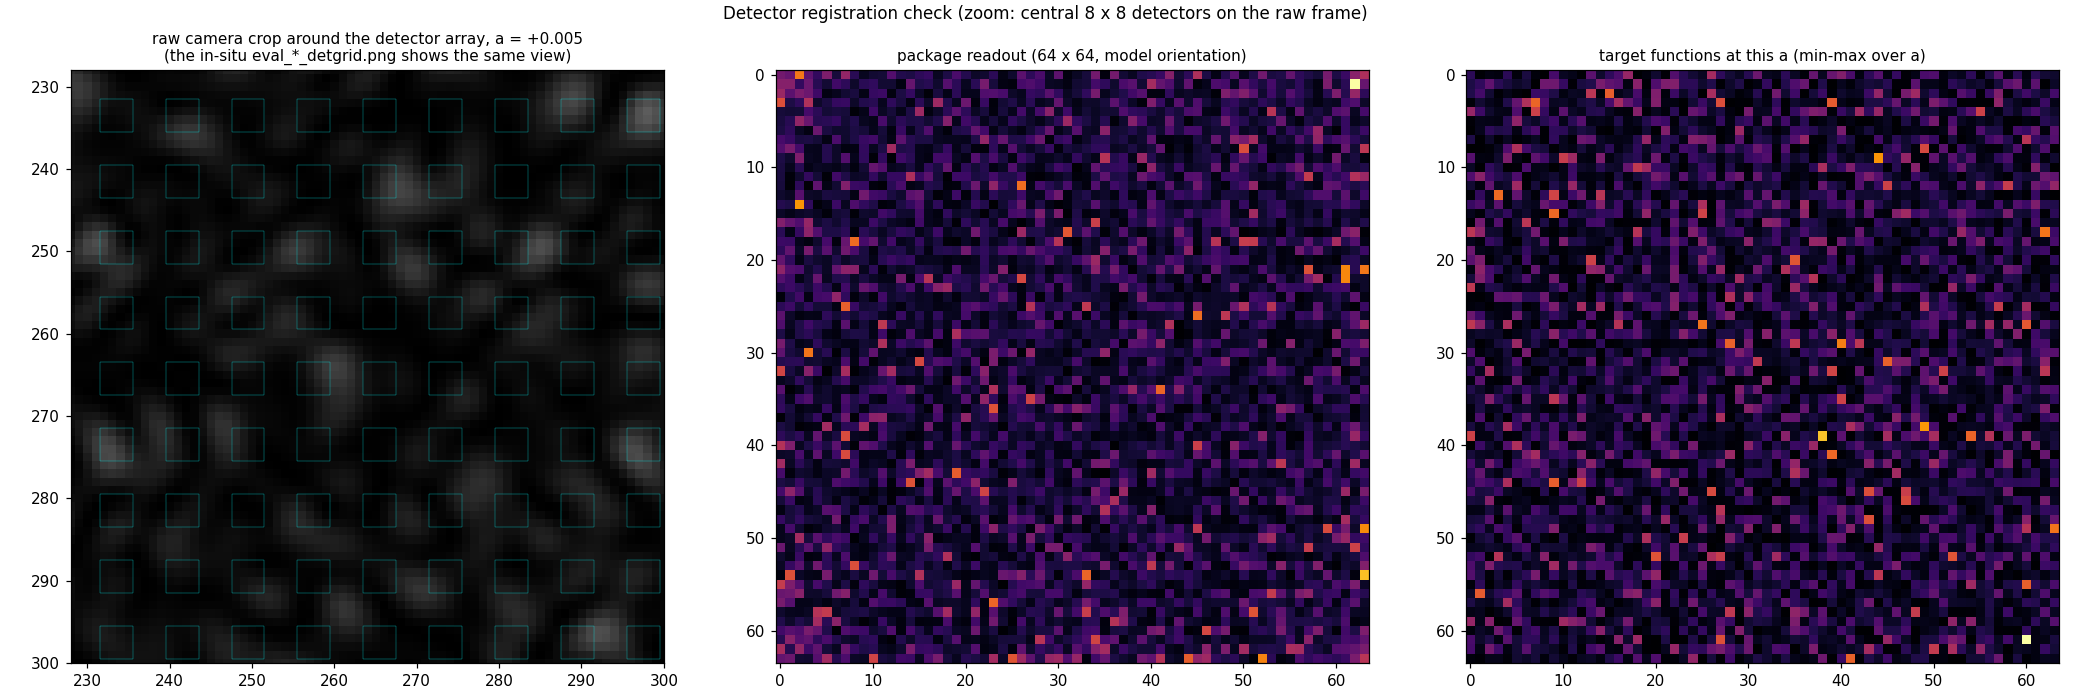 Detector registration check (zoom: central 8 x 8 detectors on the raw frame)
raw camera crop around the detector array, a = +0.005
(the in-situ eval_*_detgrid.png shows the same view)
package readout (64 x 64, model orientation)
target functions at this a (min-max over a)
230
240
250
260
270
280
290
300
230 240 250 260 270 280 290 300
0
10
20
30
40
50
60
0 10 20 30 40 50 60
0
10
20
30
40
50
60
0 10 20 30 40 50 60